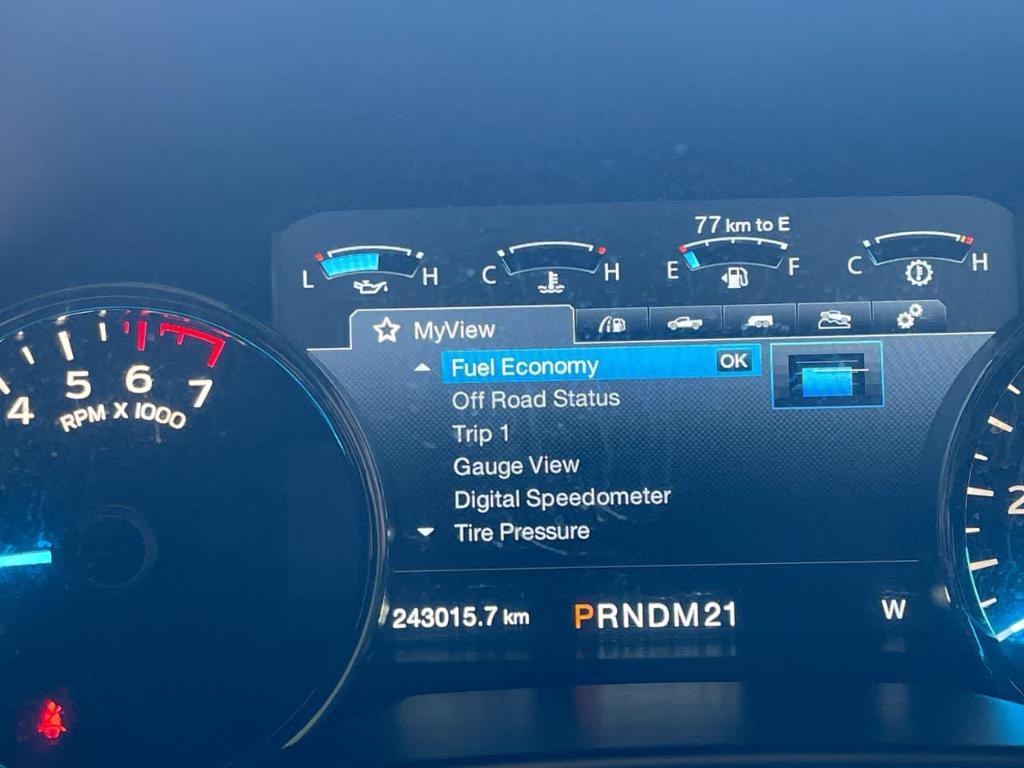 77 km to E
L H C H E F C H
MyView
Fuel Economy OK
Off Road Status
Trip 1
Gauge View
Digital Speedometer
Tire Pressure
4 5 6 7
RPM X 1000
2
243015.7 km PRNDM21 W